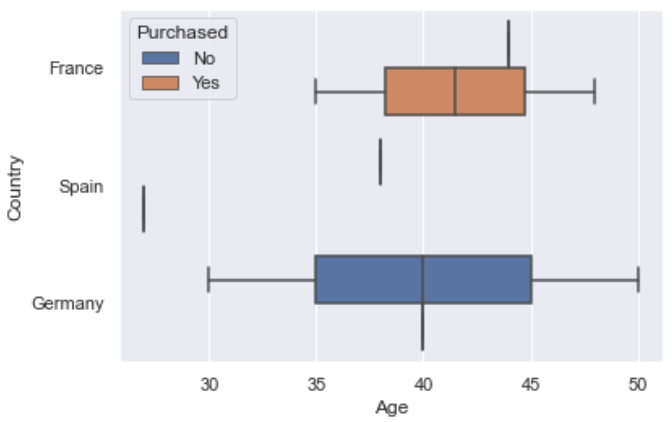 Purchased
No
Yes
France
Spain
Germany
Country
30 35 40 45 50
Age